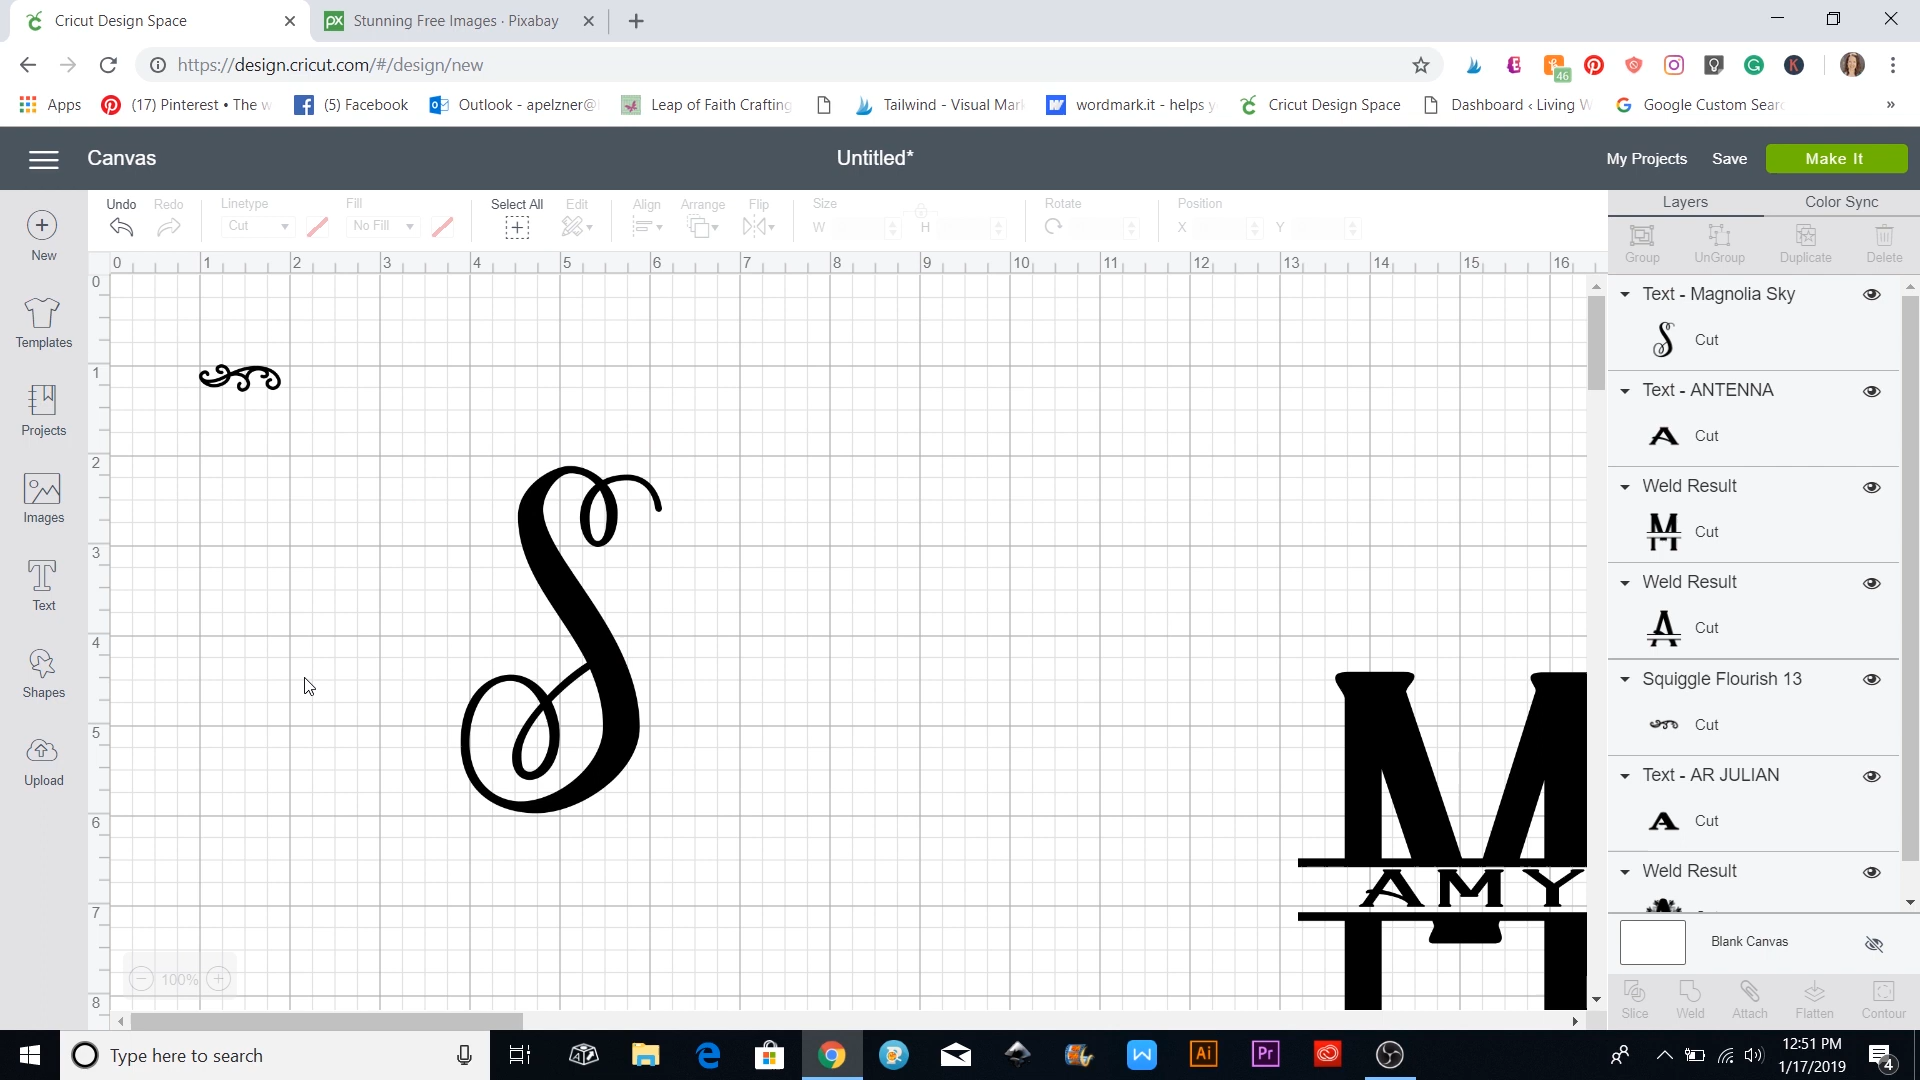 Cricut Design Space
Stunning Free Images · Pixabay
https://design.cricut.com/#/design/new
46
Apps
(17) Pinterest • The w
(5) Facebook
Outlook - apelzner@
Leap of Faith Crafting
Tailwind - Visual Mark
wordmark.it - helps y
Cricut Design Space
Dashboard ‹ Living W
Google Custom Sear
»
Canvas
Untitled*
My Projects
Save
Make It
New
Templates
Projects
Images
Text
Shapes
Upload
Undo
Redo
Linetype
Cut
Fill
No Fill
Select All
Edit
Align
Arrange
Flip
Size
W
H
Rotate
Position
X
Y
0 1 2 3 4 5 6 7 8 9 10 11 12 13 14 15 16
0
1
2
3
4
5
6
7
8
S
M
AMY
100%
Layers
Color Sync
Group
UnGroup
Duplicate
Delete
Text - Magnolia Sky
S
Cut
Text - ANTENNA
A
Cut
Weld Result
M
Cut
Weld Result
A
Cut
Squiggle Flourish 13
Cut
Text - AR JULIAN
A
Cut
Weld Result
Blank Canvas
Slice
Weld
Attach
Flatten
Contour
Type here to search
Ai
Pr
12:51 PM
1/17/2019
4